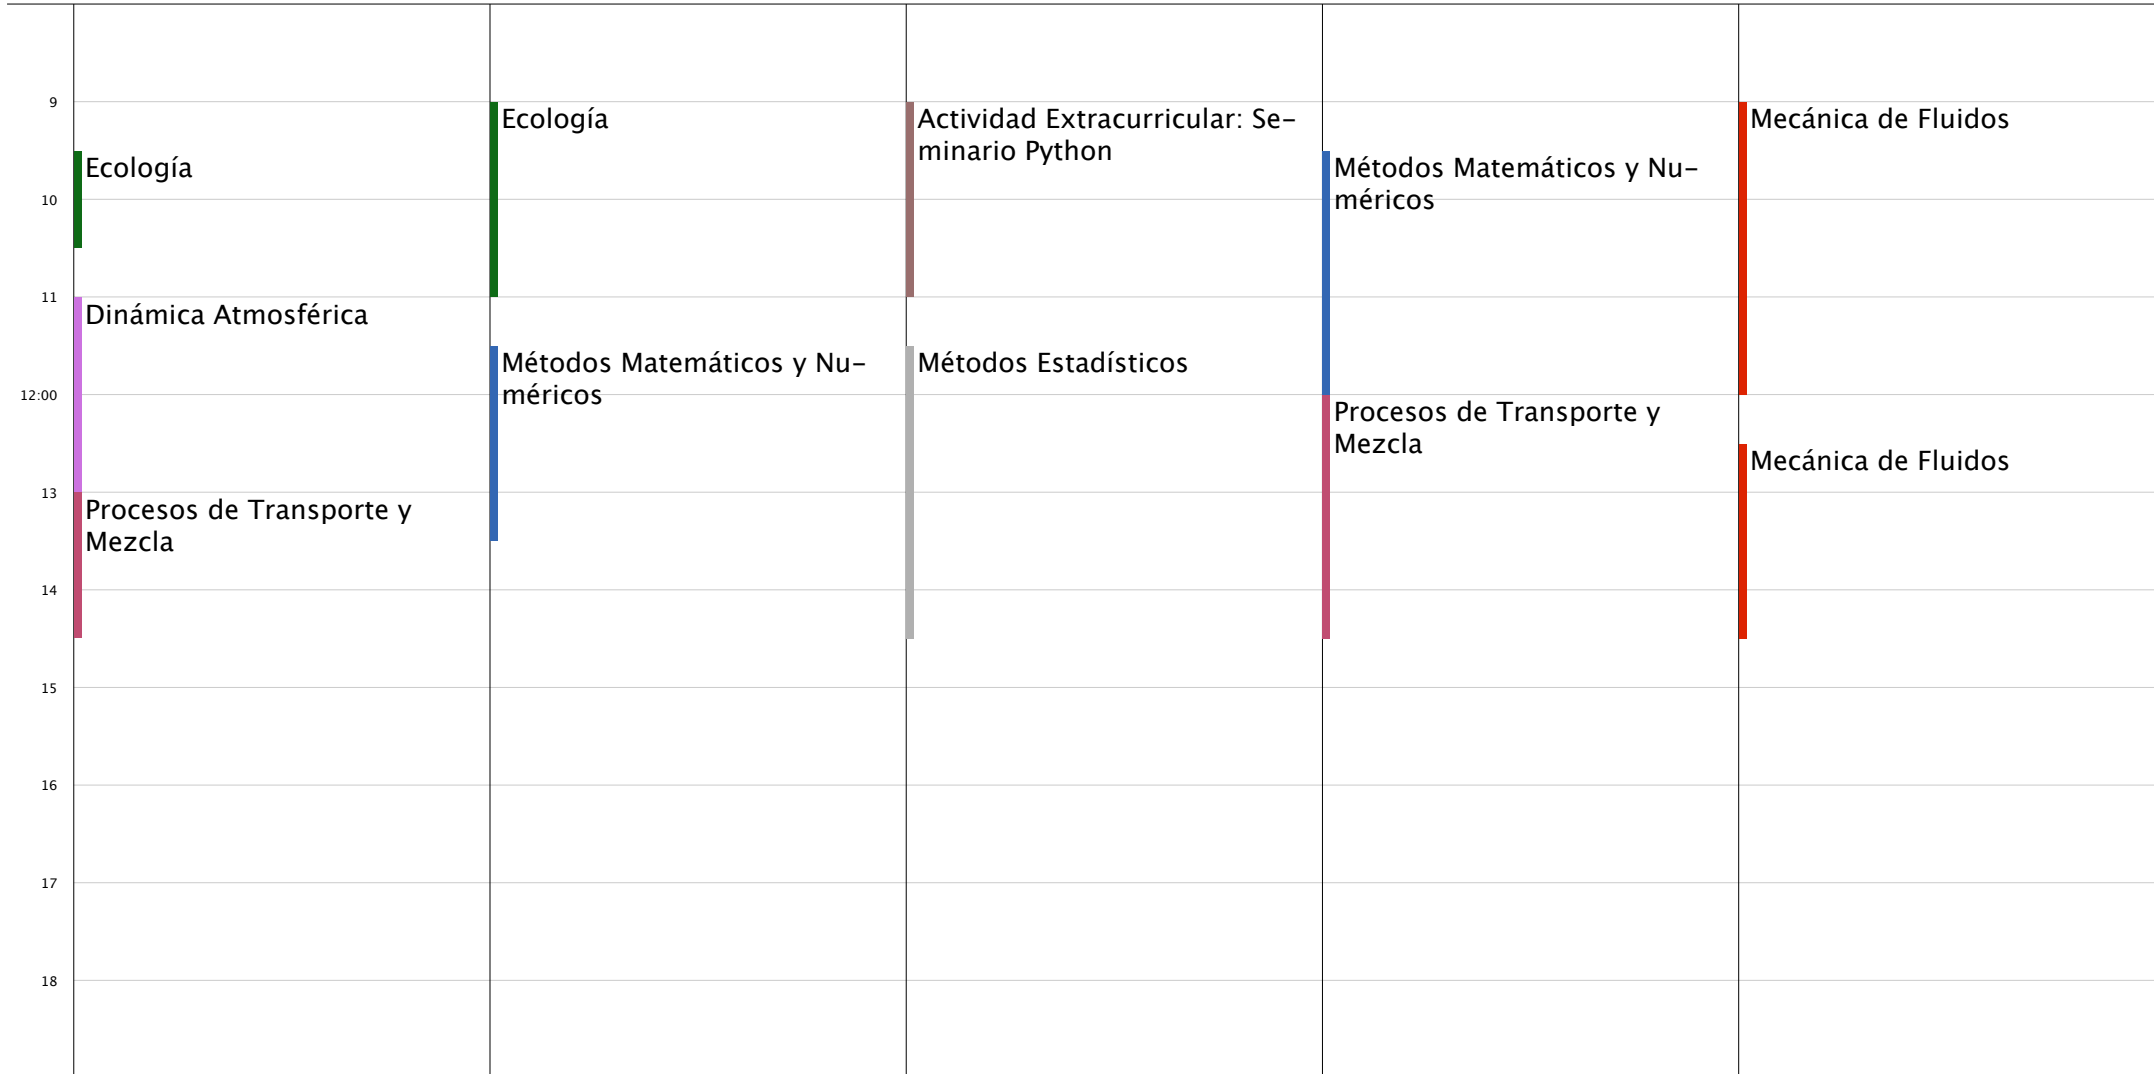 9
Ecología
Actividad Extracurricular: Se-
minario Python
Mecánica de Fluidos
Ecología
Métodos Matemáticos y Nu-
méricos
10
11
Dinámica Atmosférica
Métodos Matemáticos y Nu-
méricos
Métodos Estadísticos
12:00
Procesos de Transporte y
Mezcla
Mecánica de Fluidos
13
Procesos de Transporte y
Mezcla
14
15
16
17
18